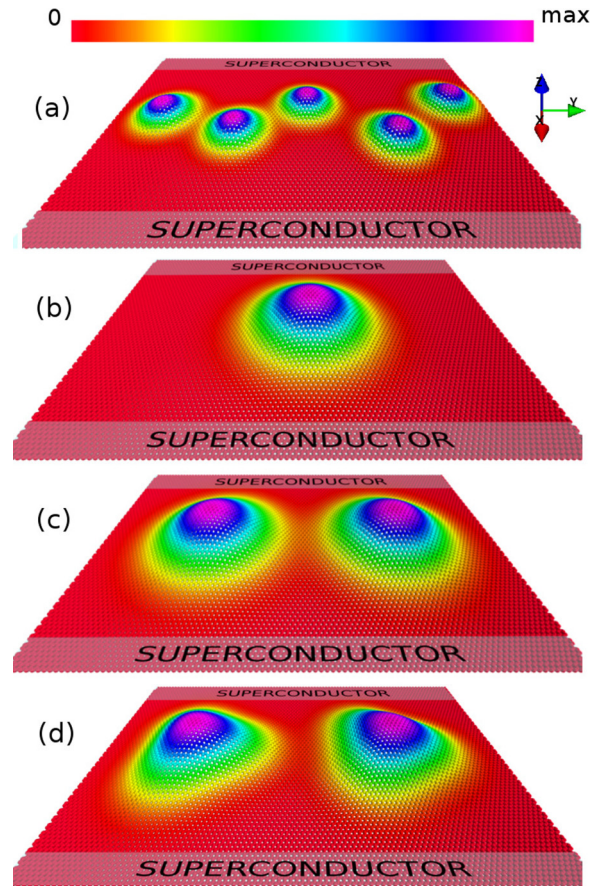 0 max
SUPERCONDUCTOR
(a)
Z
Y
X
SUPERCONDUCTOR
SUPERCONDUCTOR
(b)
SUPERCONDUCTOR
SUPERCONDUCTOR
(c)
SUPERCONDUCTOR
SUPERCONDUCTOR
(d)
SUPERCONDUCTOR